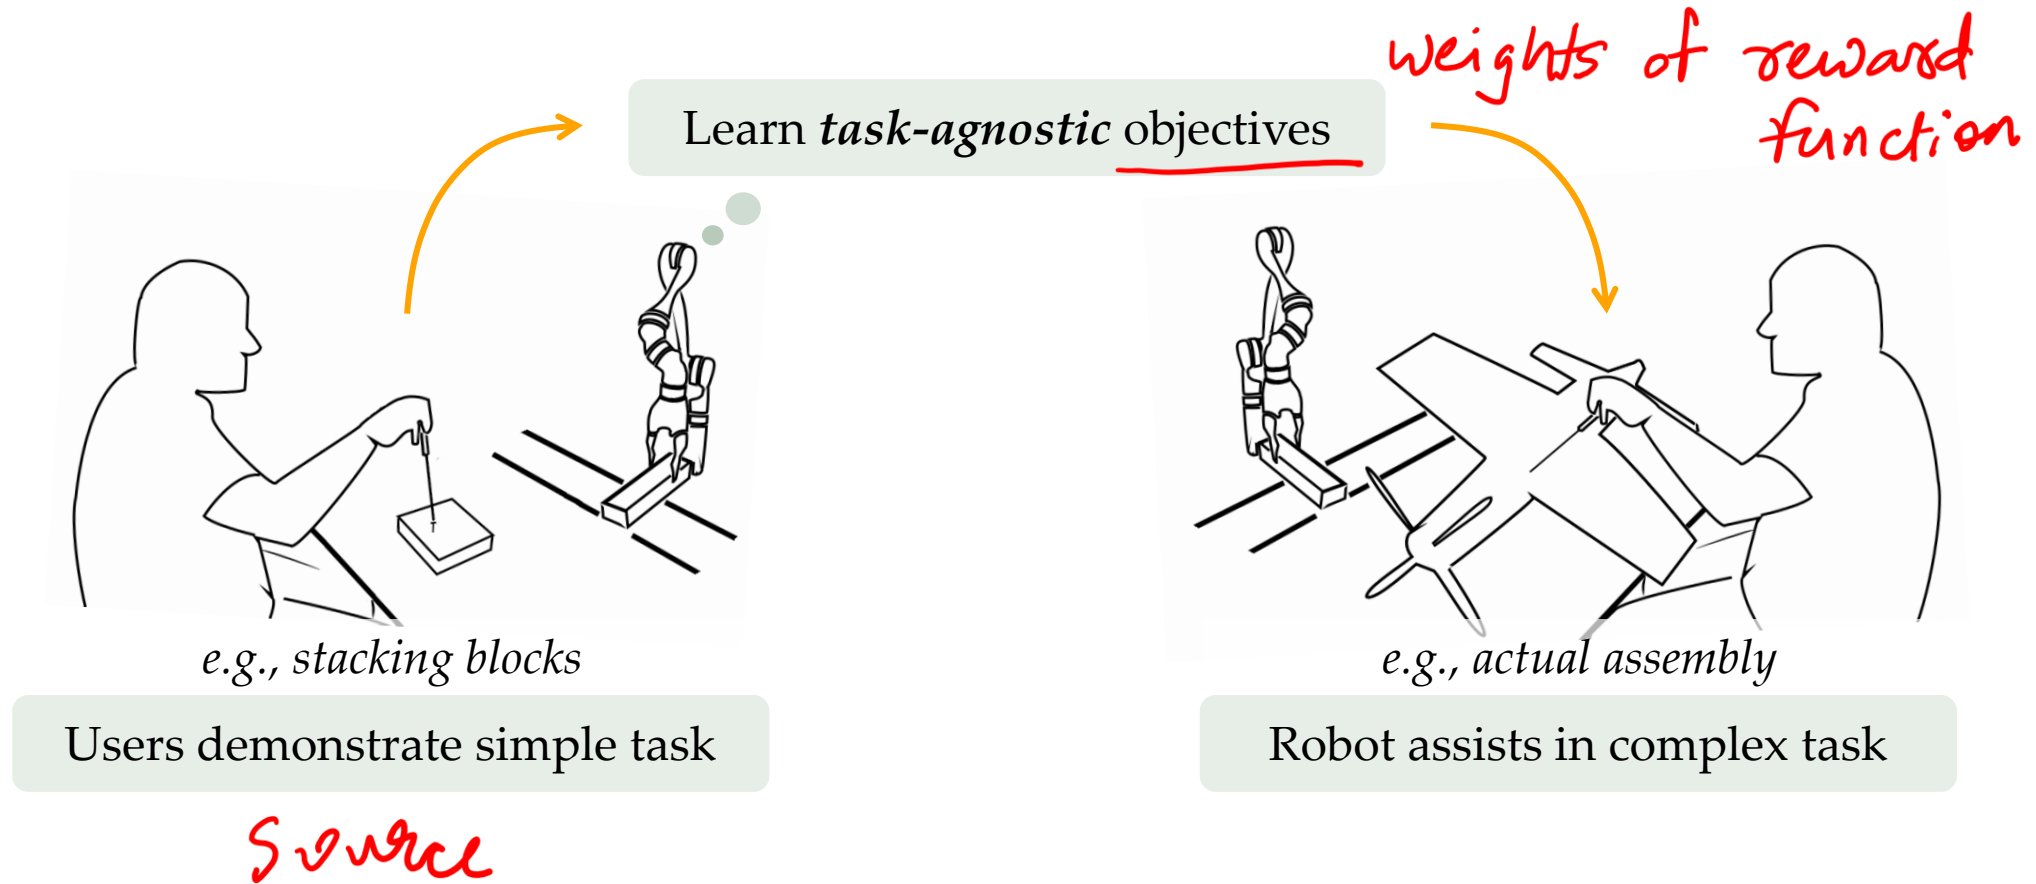 weights of reward
function
Learn task-agnostic objectives
e.g., stacking blocks
Users demonstrate simple task
source
e.g., actual assembly
Robot assists in complex task